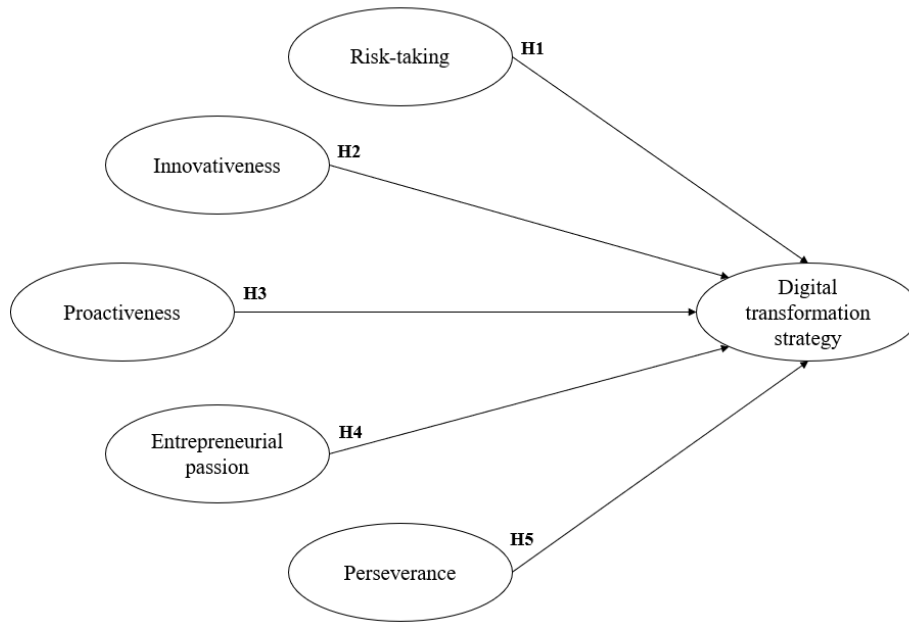 Risk-taking
H1
Innovativeness
H2
Proactiveness
H3
Entrepreneurial
passion
H4
Perseverance
H5
Digital
transformation
strategy